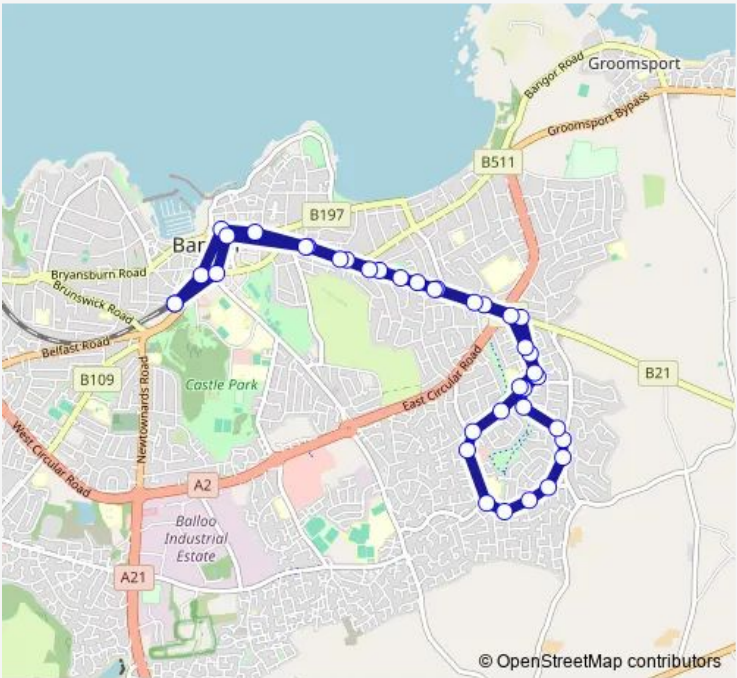 Groomsport
Bangor Road
Groomsport Bypass
B511
B197
Bar
Bryansburn Road
Brunswick Road
Belfast Road
B109
Castle Park
East Circular Road
B21
Newtownards Road
West Circular Road
A2
Balloo
Industrial
Estate
A21
© OpenStreetMap contributors